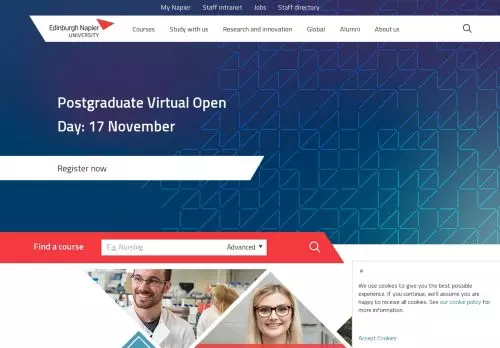 My Napier Staff intranet Jobs Staff directory
Edinburgh Napier
UNIVERSITY
Courses Study with us Research and innovation Global Alumni About us
Postgraduate Virtual Open
Day: 17 November
Register now
Find a course E.g. Nursing Advanced
We use cookies to give you the best possible
experience. If you continue, we'll assume you are
happy to receive all cookies. See our cookie policy for
more information.
Accept Cookies